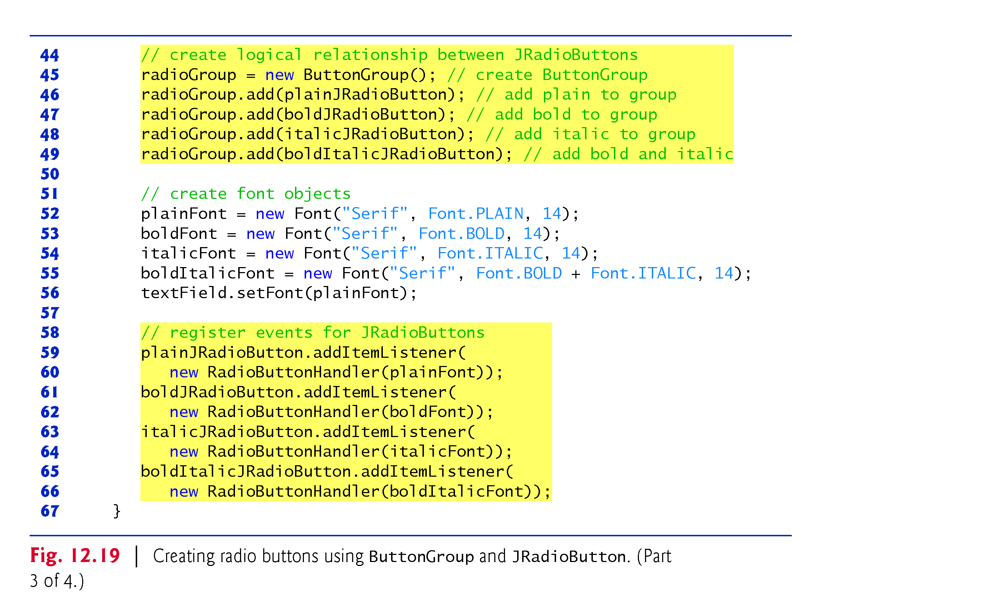 44 // create logical relationship between JRadioButtons
45 radioGroup = new ButtonGroup(); // create ButtonGroup
46 radioGroup.add(plainJRadioButton); // add plain to group
47 radioGroup.add(boldJRadioButton); // add bold to group
48 radioGroup.add(italicJRadioButton); // add italic to group
49 radioGroup.add(boldItalicJRadioButton); // add bold and italic
50
51 // create font objects
52 plainFont = new Font("Serif", Font.PLAIN, 14);
53 boldFont = new Font("Serif", Font.BOLD, 14);
54 italicFont = new Font("Serif", Font.ITALIC, 14);
55 boldItalicFont = new Font("Serif", Font.BOLD + Font.ITALIC, 14);
56 textField.setFont(plainFont);
57
58 // register events for JRadioButtons
59 plainJRadioButton.addItemListener(
60 new RadioButtonHandler(plainFont));
61 boldJRadioButton.addItemListener(
62 new RadioButtonHandler(boldFont));
63 italicJRadioButton.addItemListener(
64 new RadioButtonHandler(italicFont));
65 boldItalicJRadioButton.addItemListener(
66 new RadioButtonHandler(boldItalicFont));
67 }
Fig. 12.19 | Creating radio buttons using ButtonGroup and JRadioButton. (Part
3 of 4.)